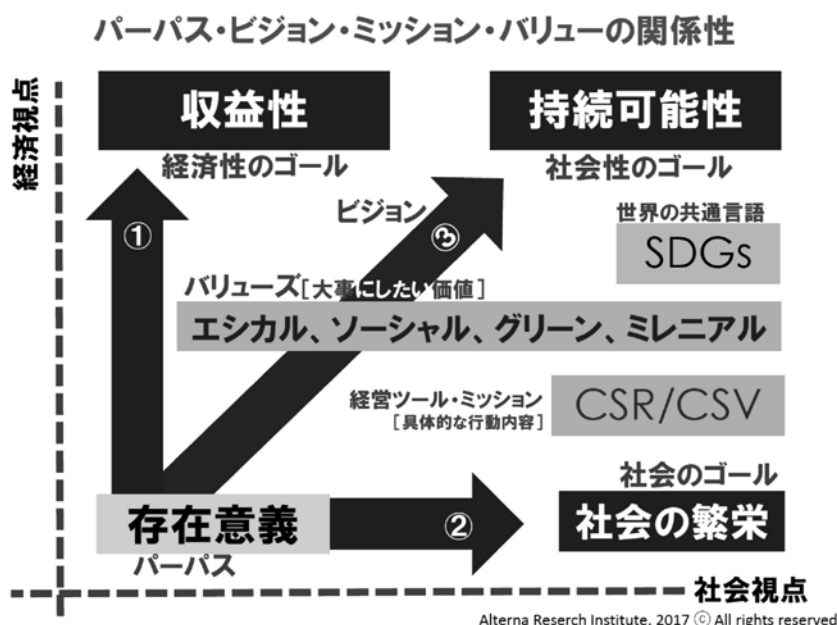 パーパス・ビジョン・ミッション・バリューの関係性
経済視点
収益性
経済性のゴール
持続可能性
社会性のゴール
①
ビジョン
③
世界の共通言語
SDGs
バリューズ[大事にしたい価値]
エシカル、ソーシャル、グリーン、ミレニアル
経営ツール・ミッション
[具体的な行動内容]
CSR/CSV
社会のゴール
社会の繁栄
存在意義
パーパス
②
社会視点
Alterna Reserch Institute, 2017 ⓒ All rights reserved